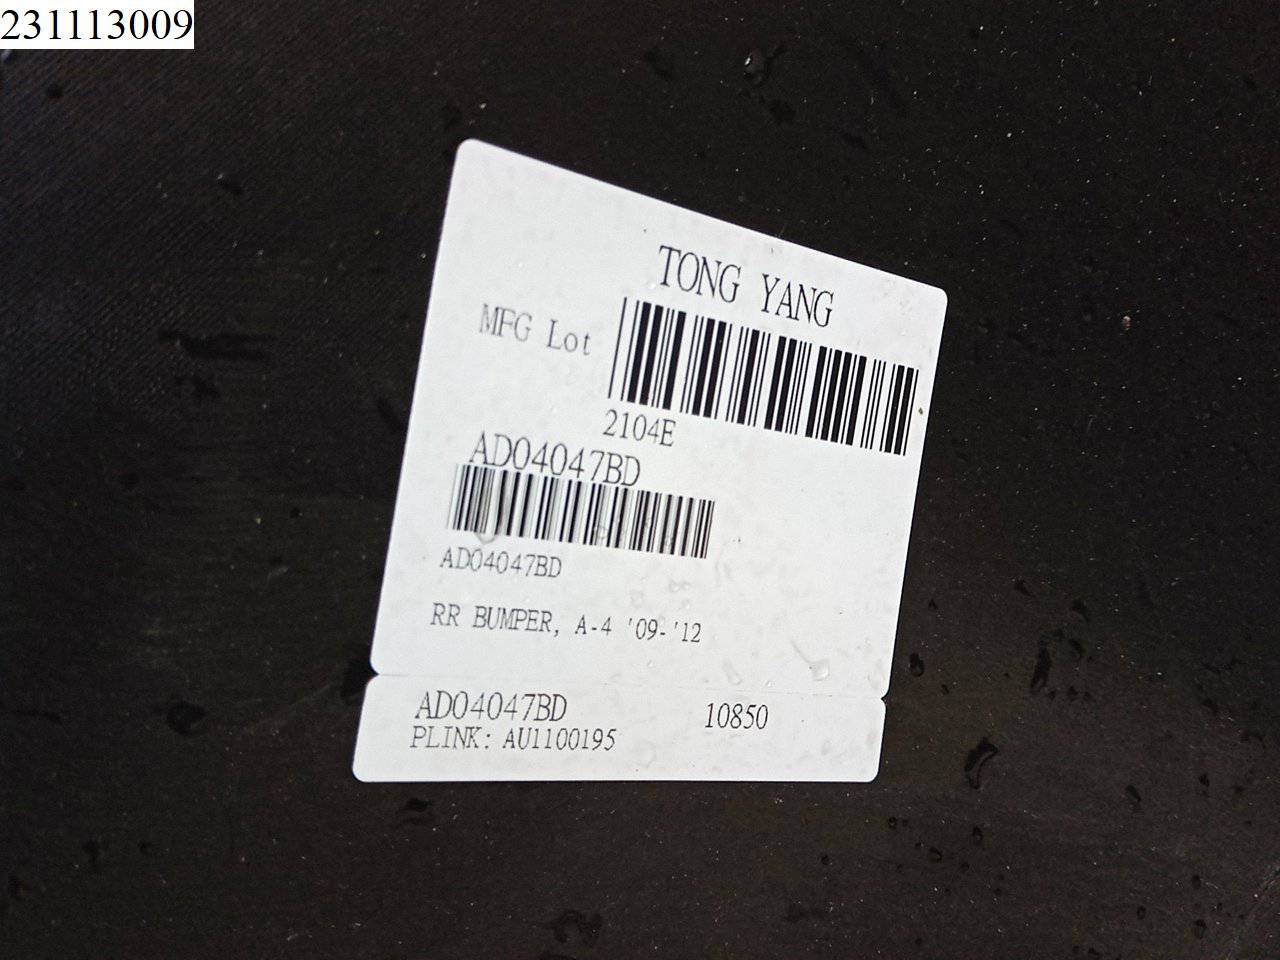 231113009
TONG YANG
MFG Lot
2104E
AD04047BD
AD04047BD
RR BUMPER, A-4 '09-'12
AD04047BD 10850
PLINK: AU1100195